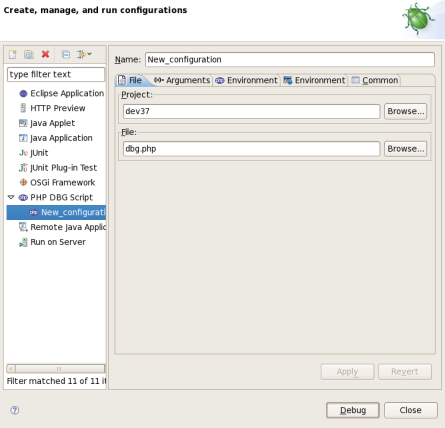 Create, manage, and run configurations
type filter text
Eclipse Application
HTTP Preview
Java Applet
Java Application
JUnit
JUnit Plug-in Test
OSGi Framework
PHP DBG Script
New_configurati
Remote Java Applic
Run on Server
Filter matched 11 of 11 it
Name: New_configuration
File Arguments Environment Environment Common
Project:
dev37 Browse...
File:
dbg.php Browse...
Apply Revert
Debug Close